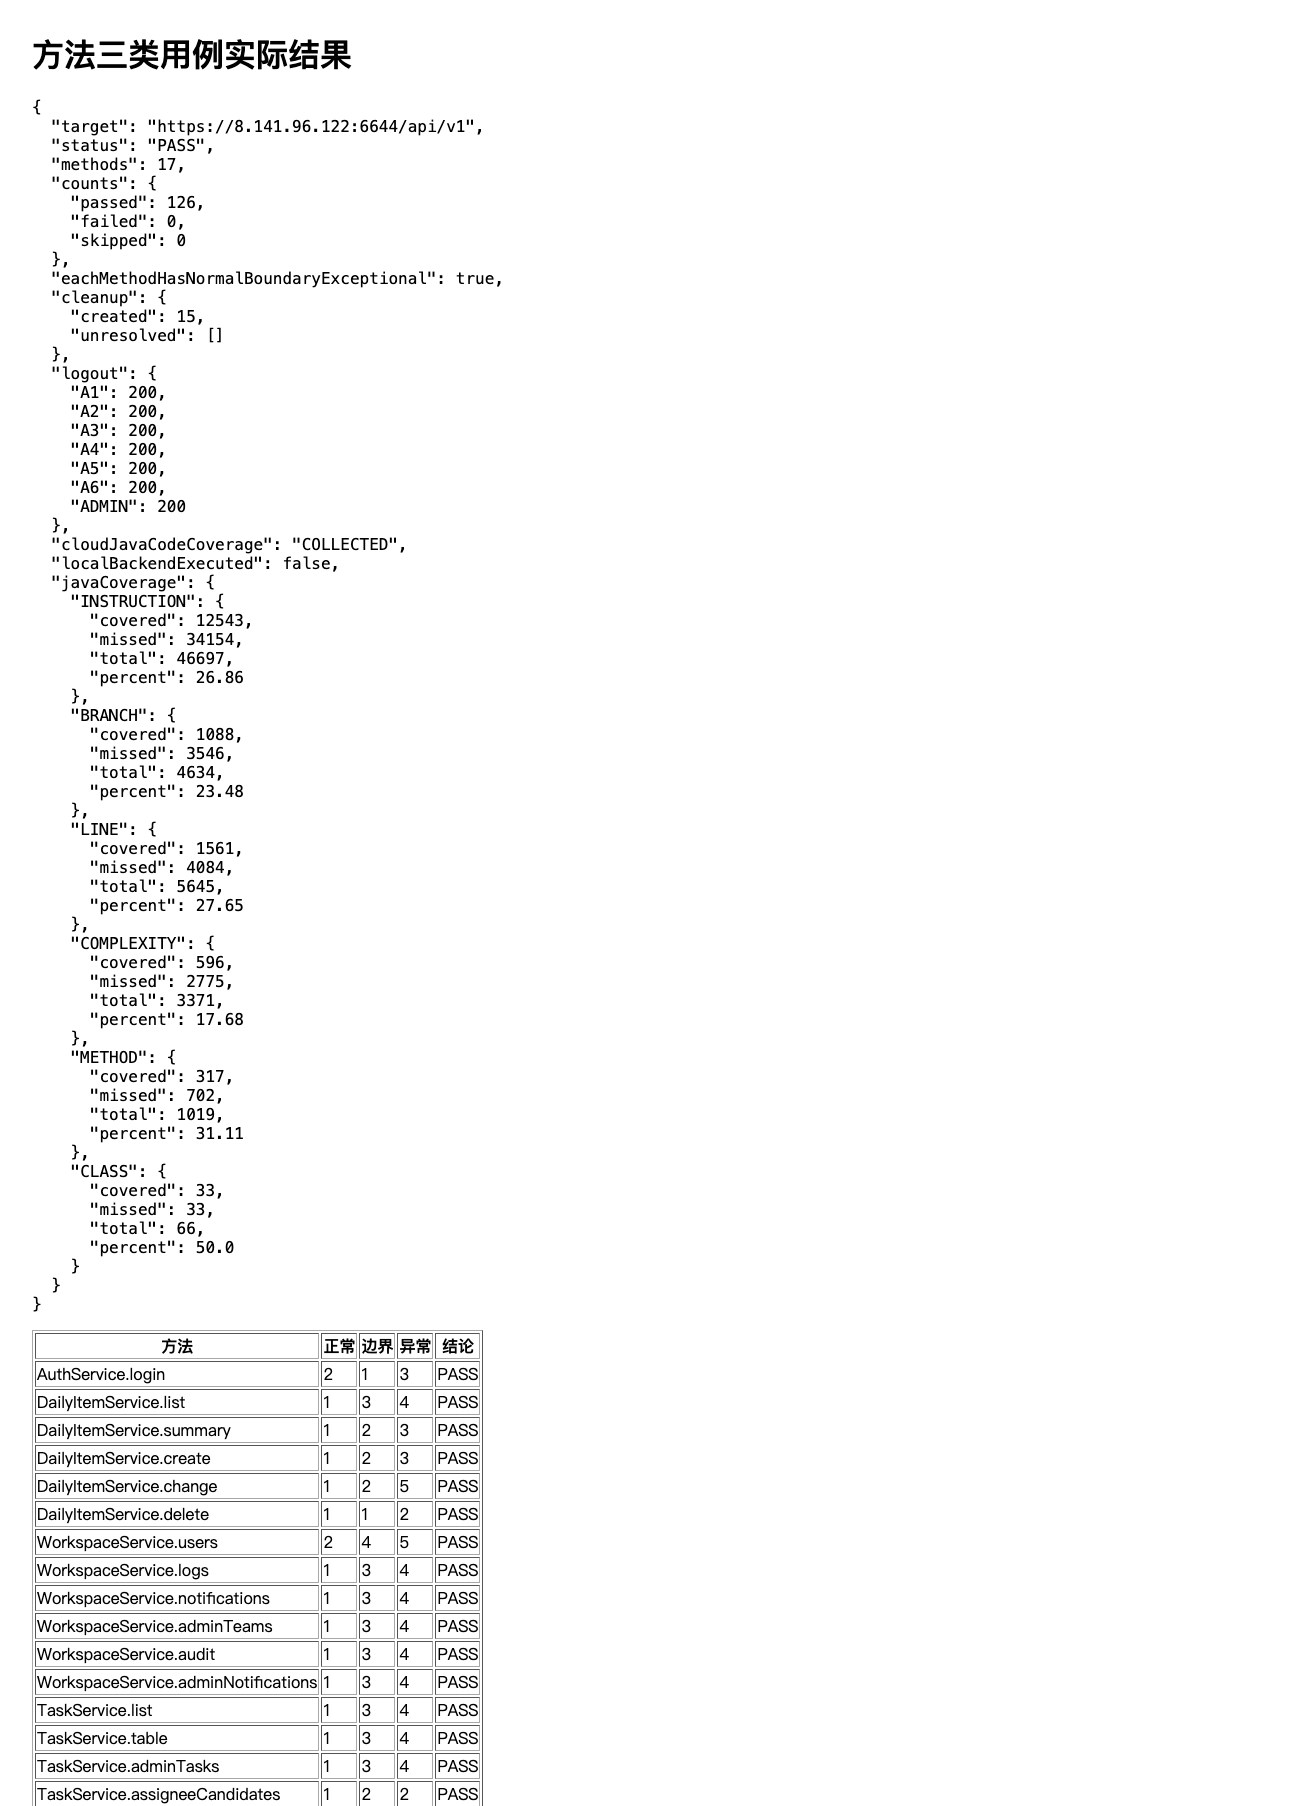 方法三类用例实际结果
{
  "target": "https://8.141.96.122:6644/api/v1",
  "status": "PASS",
  "methods": 17,
  "counts": {
    "passed": 126,
    "failed": 0,
    "skipped": 0
  },
  "eachMethodHasNormalBoundaryExceptional": true,
  "cleanup": {
    "created": 15,
    "unresolved": []
  },
  "logout": {
    "A1": 200,
    "A2": 200,
    "A3": 200,
    "A4": 200,
    "A5": 200,
    "A6": 200,
    "ADMIN": 200
  },
  "cloudJavaCodeCoverage": "COLLECTED",
  "localBackendExecuted": false,
  "javaCoverage": {
    "INSTRUCTION": {
      "covered": 12543,
      "missed": 34154,
      "total": 46697,
      "percent": 26.86
    },
    "BRANCH": {
      "covered": 1088,
      "missed": 3546,
      "total": 4634,
      "percent": 23.48
    },
    "LINE": {
      "covered": 1561,
      "missed": 4084,
      "total": 5645,
      "percent": 27.65
    },
    "COMPLEXITY": {
      "covered": 596,
      "missed": 2775,
      "total": 3371,
      "percent": 17.68
    },
    "METHOD": {
      "covered": 317,
      "missed": 702,
      "total": 1019,
      "percent": 31.11
    },
    "CLASS": {
      "covered": 33,
      "missed": 33,
      "total": 66,
      "percent": 50.0
    }
  }
}
方法 正常 边界 异常 结论
AuthService.login 2 1 3 PASS
DailyItemService.list 1 3 4 PASS
DailyItemService.summary 1 2 3 PASS
DailyItemService.create 1 2 3 PASS
DailyItemService.change 1 2 5 PASS
DailyItemService.delete 1 1 2 PASS
WorkspaceService.users 2 4 5 PASS
WorkspaceService.logs 1 3 4 PASS
WorkspaceService.notifications 1 3 4 PASS
WorkspaceService.adminTeams 1 3 4 PASS
WorkspaceService.audit 1 3 4 PASS
WorkspaceService.adminNotifications 1 3 4 PASS
TaskService.list 1 3 4 PASS
TaskService.table 1 3 4 PASS
TaskService.adminTasks 1 3 4 PASS
TaskService.assigneeCandidates 1 2 2 PASS